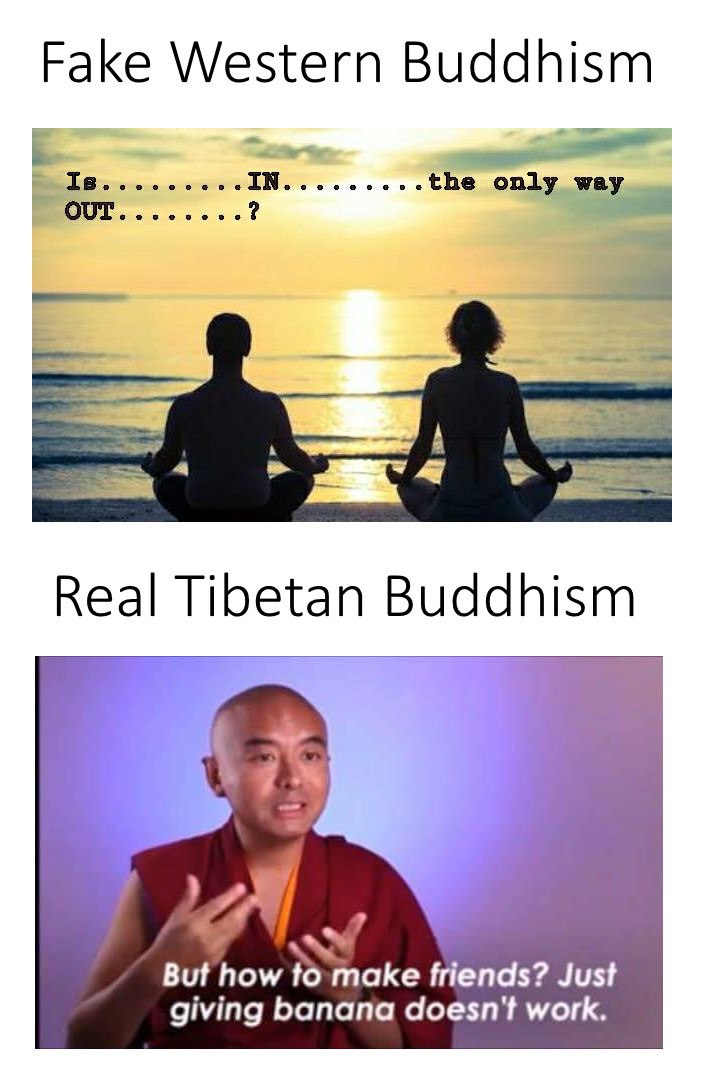 Fake Western Buddhism
Is.........IN.........the only way
OUT........?
Real Tibetan Buddhism
But how to make friends? Just
giving banana doesn't work.